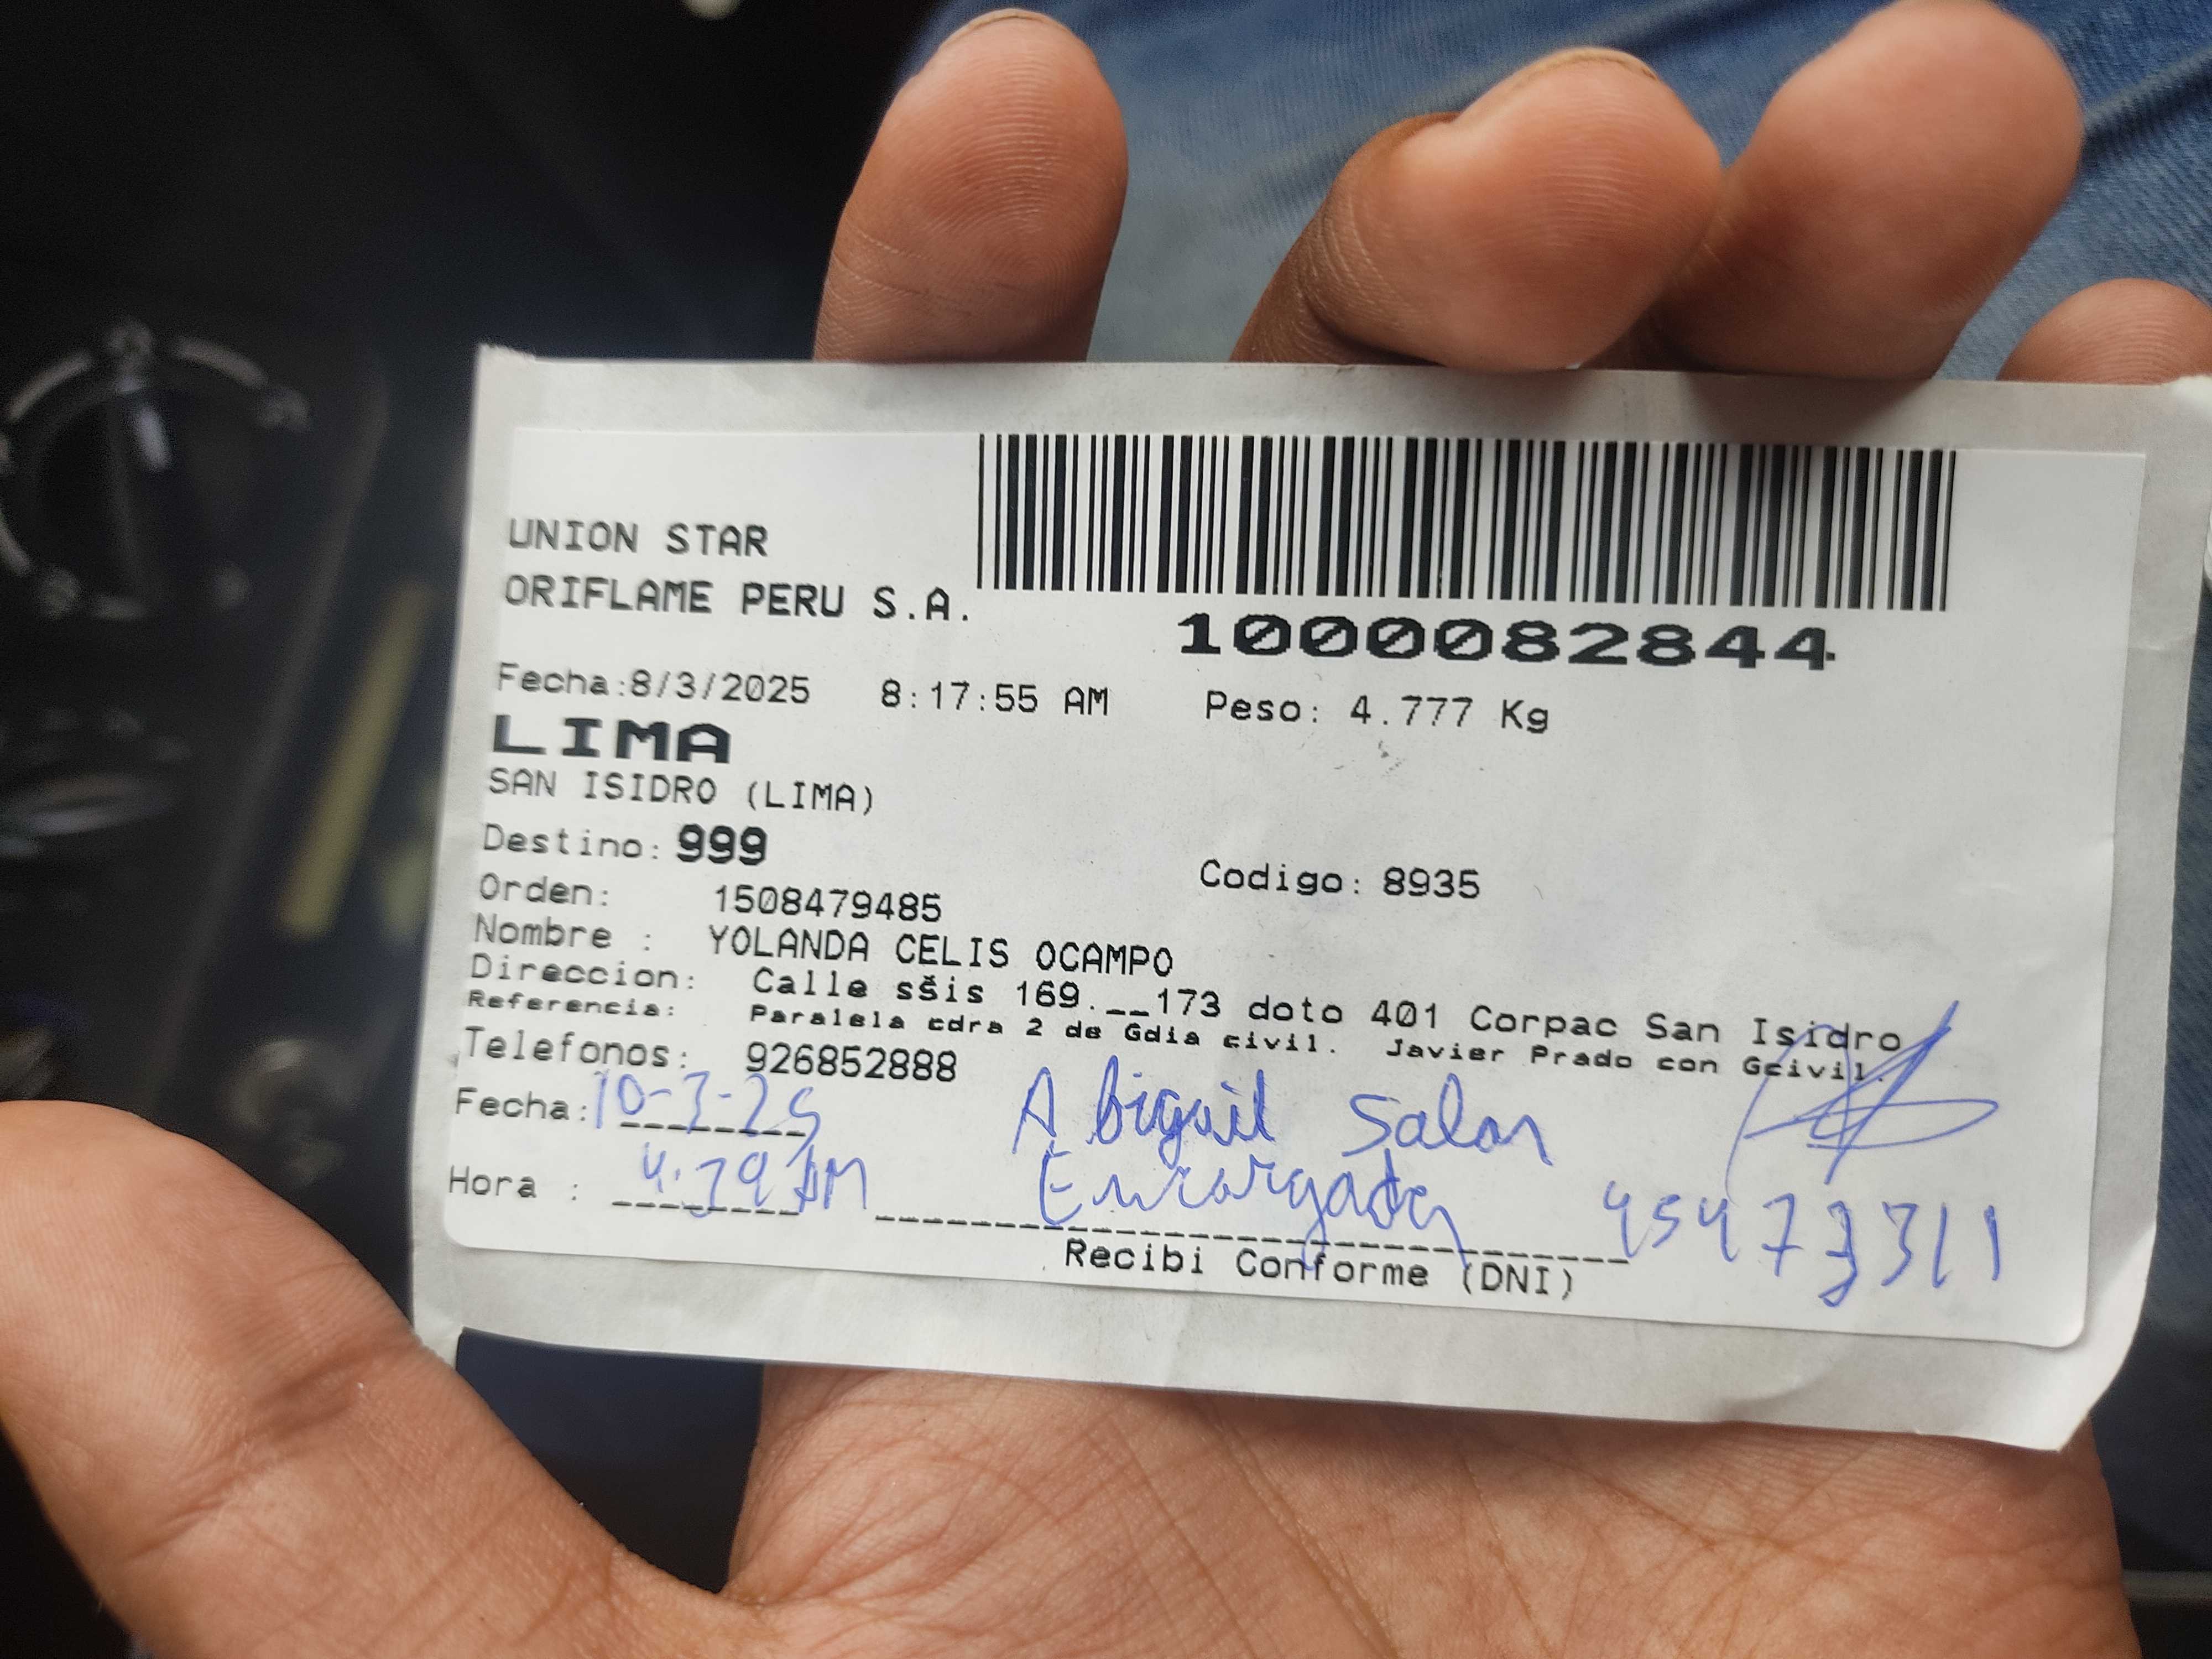 UNION STAR
ORIFLAME PERU S.A.
1000082844
Fecha:8/3/2025 8:17:55 AM Peso: 4.777 Kg
LIMA
SAN ISIDRO (LIMA)
Destino: 999
Codigo: 8935
Orden: 1508479485
Nombre : YOLANDA CELIS OCAMPO
Direccion: Calle sšis 169.__173 doto 401 Corpac San Isidro
Referencia: Paralela cdra 2 de Gdia civil. Javier Prado con Gcivil.
Telefonos: 926852888
Fecha: 10-3-25 Abigail
Hora : Encargada
Recibi Conforme (DNI)